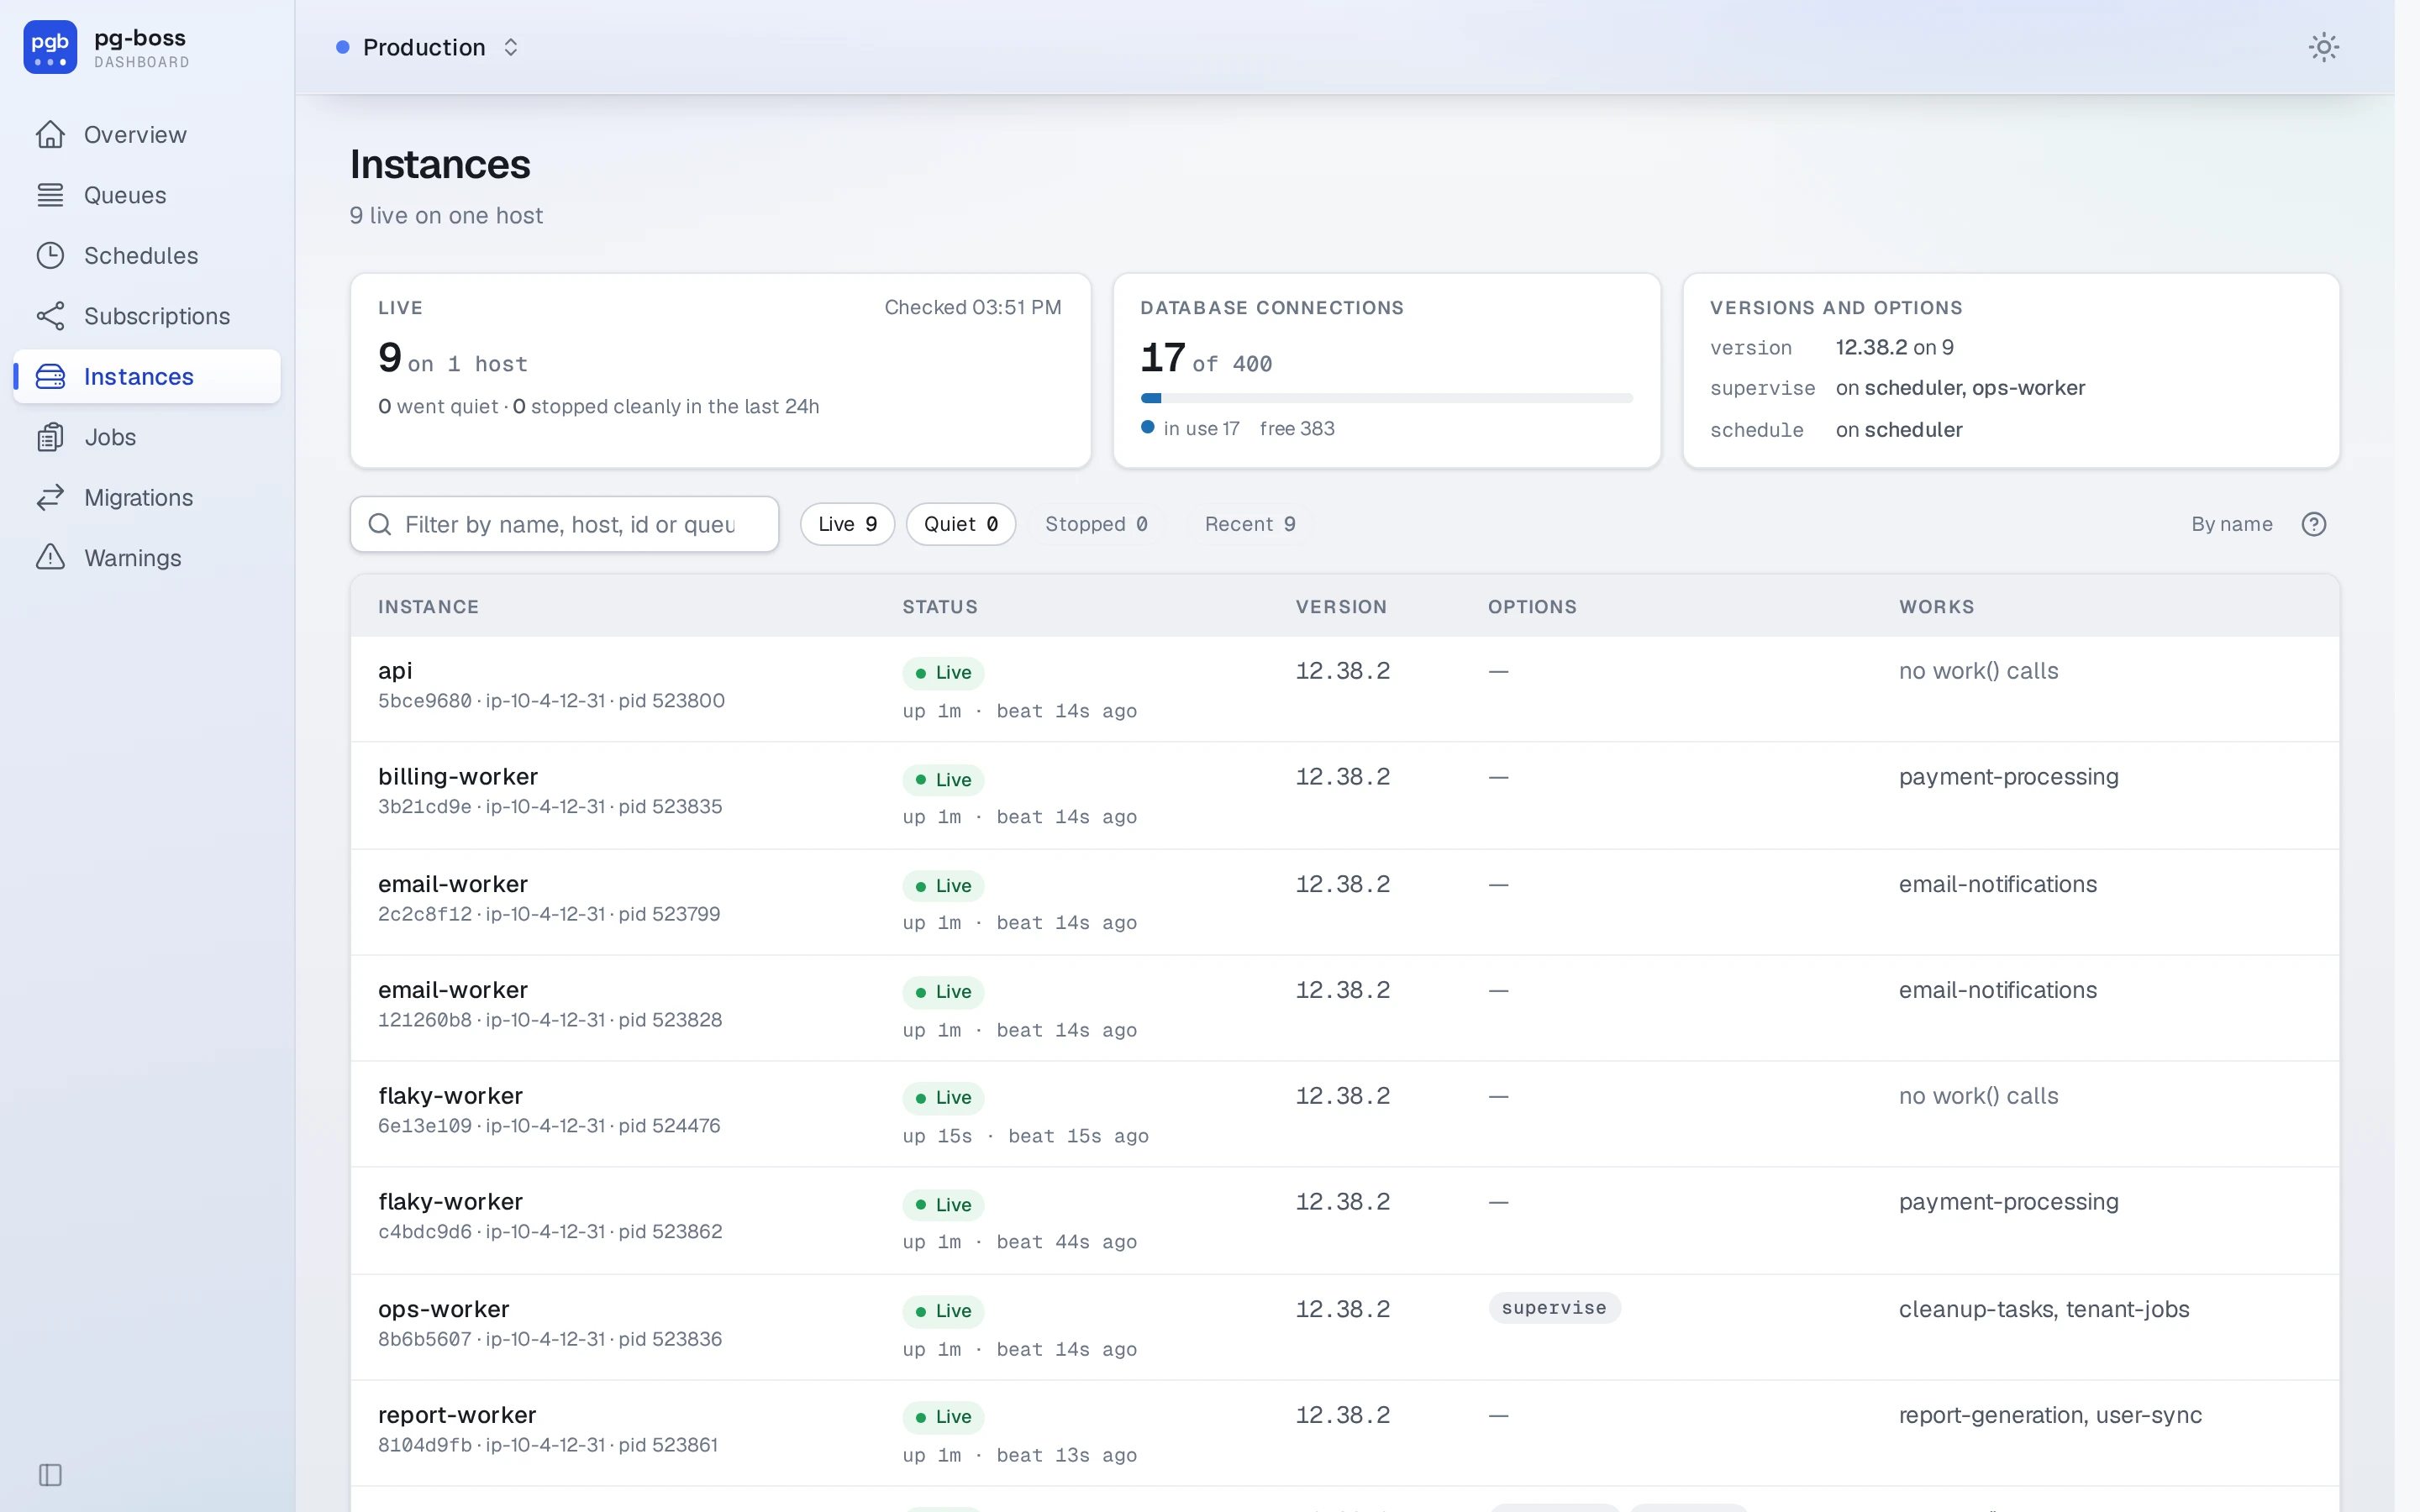 pgb
pg-boss
DASHBOARD
Overview
Queues
Schedules
Subscriptions
Instances
Jobs
Migrations
Warnings
Production
Instances
9 live on one host
LIVE
Checked 03:51 PM
9 on 1 host
0 went quiet · 0 stopped cleanly in the last 24h
DATABASE CONNECTIONS
17 of 400
in use 17 free 383
VERSIONS AND OPTIONS
version 12.38.2 on 9
supervise on scheduler, ops-worker
schedule on scheduler
Filter by name, host, id or queu
Live 9
Quiet 0
Stopped 0
Recent 9
By name
INSTANCE STATUS VERSION OPTIONS WORKS
api Live 12.38.2 — no work() calls
5bce9680 · ip-10-4-12-31 · pid 523800 up 1m · beat 14s ago
billing-worker Live 12.38.2 — payment-processing
3b21cd9e · ip-10-4-12-31 · pid 523835 up 1m · beat 14s ago
email-worker Live 12.38.2 — email-notifications
2c2c8f12 · ip-10-4-12-31 · pid 523799 up 1m · beat 14s ago
email-worker Live 12.38.2 — email-notifications
121260b8 · ip-10-4-12-31 · pid 523828 up 1m · beat 14s ago
flaky-worker Live 12.38.2 — no work() calls
6e13e109 · ip-10-4-12-31 · pid 524476 up 15s · beat 15s ago
flaky-worker Live 12.38.2 — payment-processing
c4bdc9d6 · ip-10-4-12-31 · pid 523862 up 1m · beat 44s ago
ops-worker Live 12.38.2 supervise cleanup-tasks, tenant-jobs
8b6b5607 · ip-10-4-12-31 · pid 523836 up 1m · beat 14s ago
report-worker Live 12.38.2 — report-generation, user-sync
8104d9fb · ip-10-4-12-31 · pid 523861 up 1m · beat 13s ago